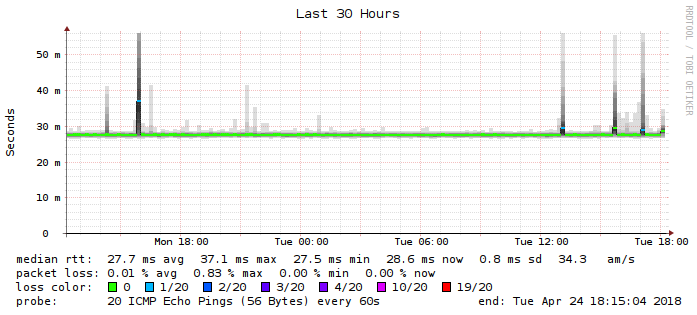 Last 30 Hours
RRDTOOL / TOBI OETIKER
Seconds
50 m
40 m
30 m
20 m
10 m
0
Mon 18:00 Tue 00:00 Tue 06:00 Tue 12:00 Tue 18:00
median rtt: 27.7 ms avg 37.1 ms max 27.5 ms min 28.6 ms now 0.8 ms sd 34.3 am/s
packet loss: 0.01 % avg 0.83 % max 0.00 % min 0.00 % now
loss color: 0 1/20 2/20 3/20 4/20 10/20 19/20
probe: 20 ICMP Echo Pings (56 Bytes) every 60s end: Tue Apr 24 18:15:04 2018